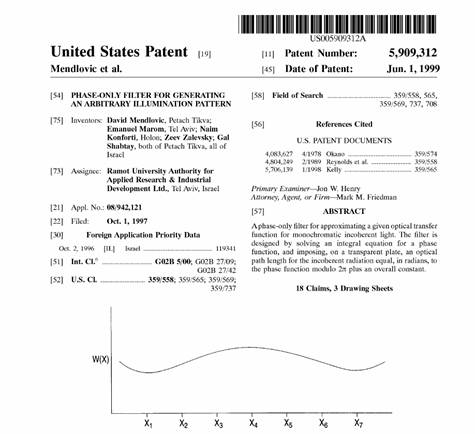 US005909312A
United States Patent [19]
Mendlovic et al.
[11] Patent Number: 5,909,312
[45] Date of Patent: Jun. 1, 1999
[54] PHASE-ONLY FILTER FOR GENERATING
AN ARBITRARY ILLUMINATION PATTERN
[75] Inventors: David Mendlovic, Petach Tikva;
Emanuel Marom, Tel Aviv; Naim
Konforti, Holon; Zeev Zalevsky; Gal
Shabtay, both of Petach Tikva, all of
Israel
[73] Assignee: Ramot University Authority for
Applied Research & Industrial
Development Ltd., Tel Aviv, Israel
[21] Appl. No.: 08/942,121
[22] Filed: Oct. 1, 1997
[30] Foreign Application Priority Data
Oct. 2, 1996 [IL] Israel ........ 119341
[51] Int. Cl.⁶ ........ G02B 5/00; G02B 27/09;
G02B 27/42
[52] U.S. Cl. ........ 359/558; 359/565; 359/569;
359/737
[58] Field of Search ........ 359/558, 565,
359/569, 737, 708
[56] References Cited
U.S. PATENT DOCUMENTS
4,083,627 4/1978 Okano ........ 359/574
4,804,249 2/1989 Reynolds et al. ........ 359/558
5,706,139 1/1998 Kelly ........ 359/565
Primary Examiner—Jon W. Henry
Attorney, Agent, or Firm—Mark M. Friedman
[57] ABSTRACT
A phase-only filter for approximating a given optical transfer
function for monochromatic incoherent light. The filter is
designed by solving an integral equation for a phase
function, and imposing, on a transparent plate, an optical
path length for the incoherent radiation equal, in radians, to
the phase function modulo 2π plus an overall constant.
18 Claims, 3 Drawing Sheets
W(X)
X₁ X₂ X₃ X₄ X₅ X₆ X₇